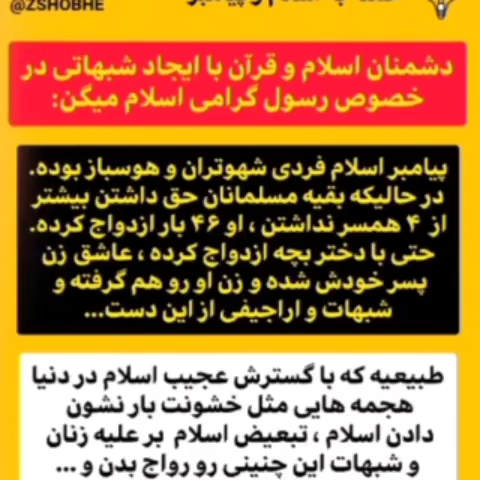 @ZSHOBHE
دشمنان اسلام و قرآن با ایجاد شبهاتی در
خصوص رسول گرامی اسلام میگن:
پیامبر اسلام فردی شهوتران و هوسباز بوده.
در حالیکه بقیه مسلمانان حق داشتن بیشتر
از ۴ همسر نداشتن ، او ۴۶ بار ازدواج کرده.
حتی با دختر بچه ازدواج کرده ، عاشق زن
پسر خودش شده و زن او رو هم گرفته و
شبهات و اراجیفی از این دست...
طبیعیه که با گسترش عجیب اسلام در دنیا
هجمه هایی مثل خشونت بار نشون
دادن اسلام ، تبعیض اسلام بر علیه زنان
و شبهات این چنینی رو رواج بدن و ...